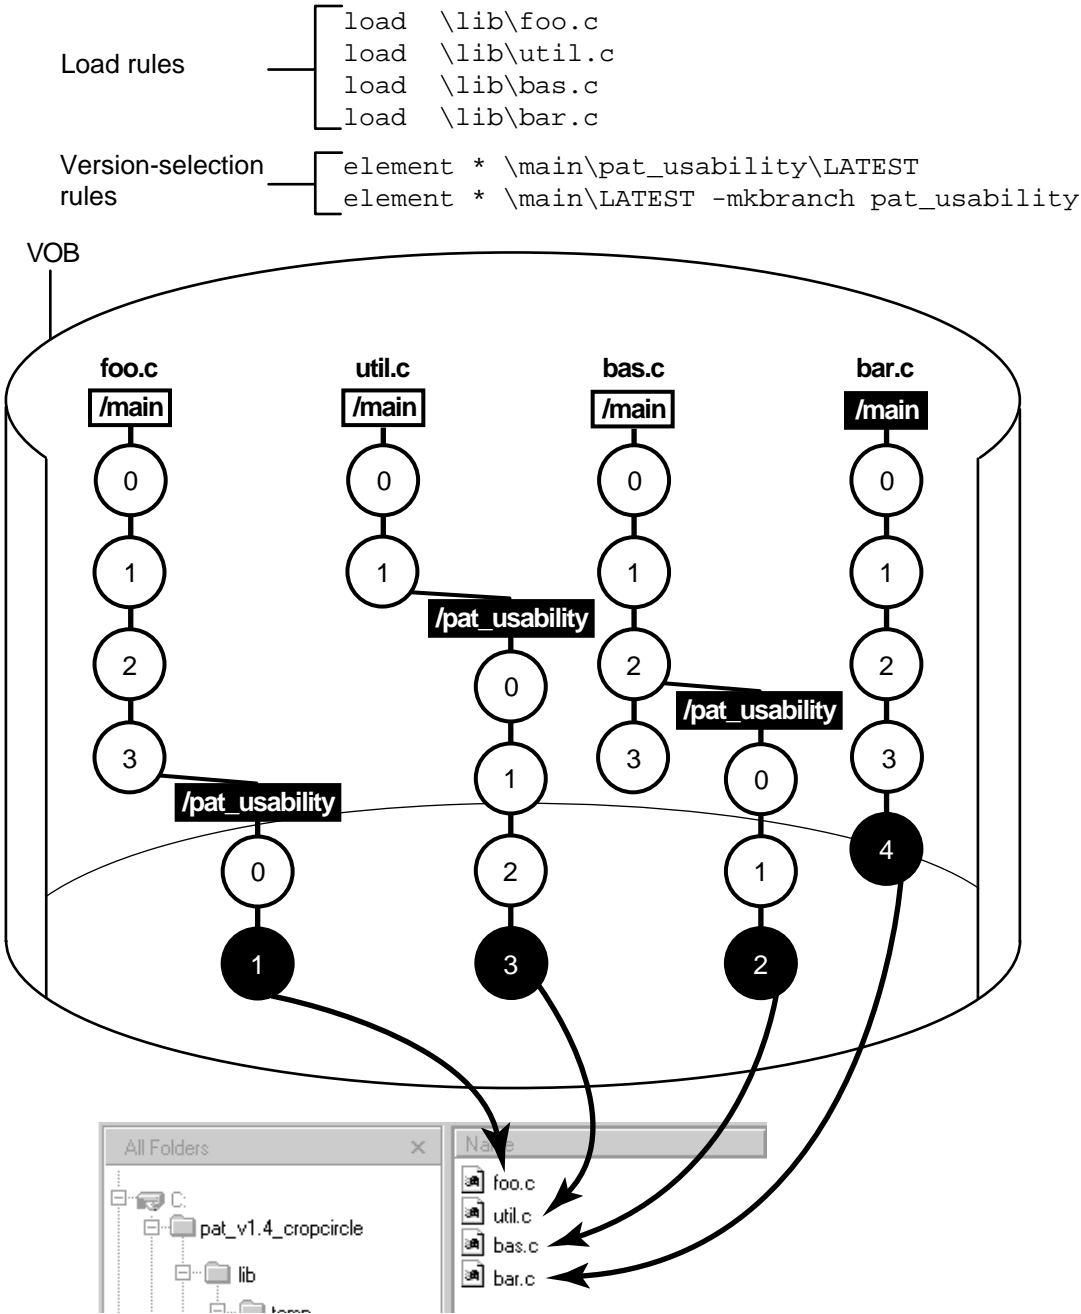 load  \lib\foo.c
load  \lib\util.c
Load rules
load  \lib\bas.c
load  \lib\bar.c
Version-selection
rules
element * \main\pat_usability\LATEST
element * \main\LATEST -mkbranch pat_usability
VOB
foo.c util.c bas.c bar.c
/main /main /main /main
0 0 0 0
1 1 1 1
/pat_usability
2 0 2 2
/pat_usability
3 1 3 0 3
/pat_usability
0 2 1 4
1 3 2
All Folders × Name
foo.c
C:
util.c
pat_v1.4_cropcircle
bas.c
lib
bar.c
temp